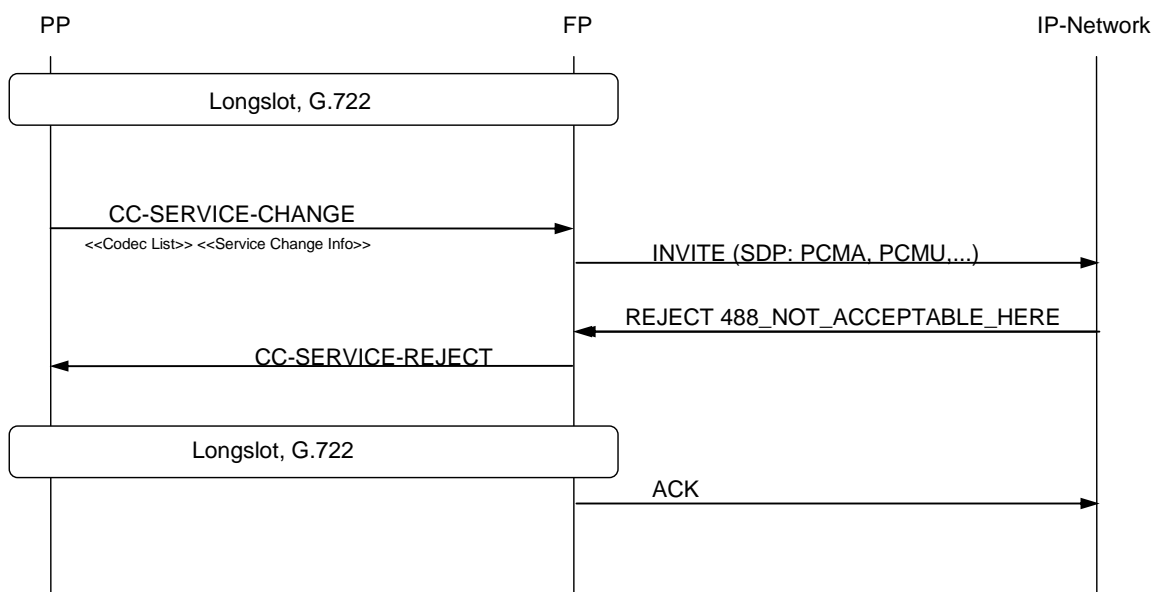 PP
FP
IP-Network
Longslot, G.722
CC-SERVICE-CHANGE
<<Codec List>> <<Service Change Info>>
INVITE (SDP: PCMA, PCMU,...)
REJECT 488_NOT_ACCEPTABLE_HERE
CC-SERVICE-REJECT
Longslot, G.722
ACK